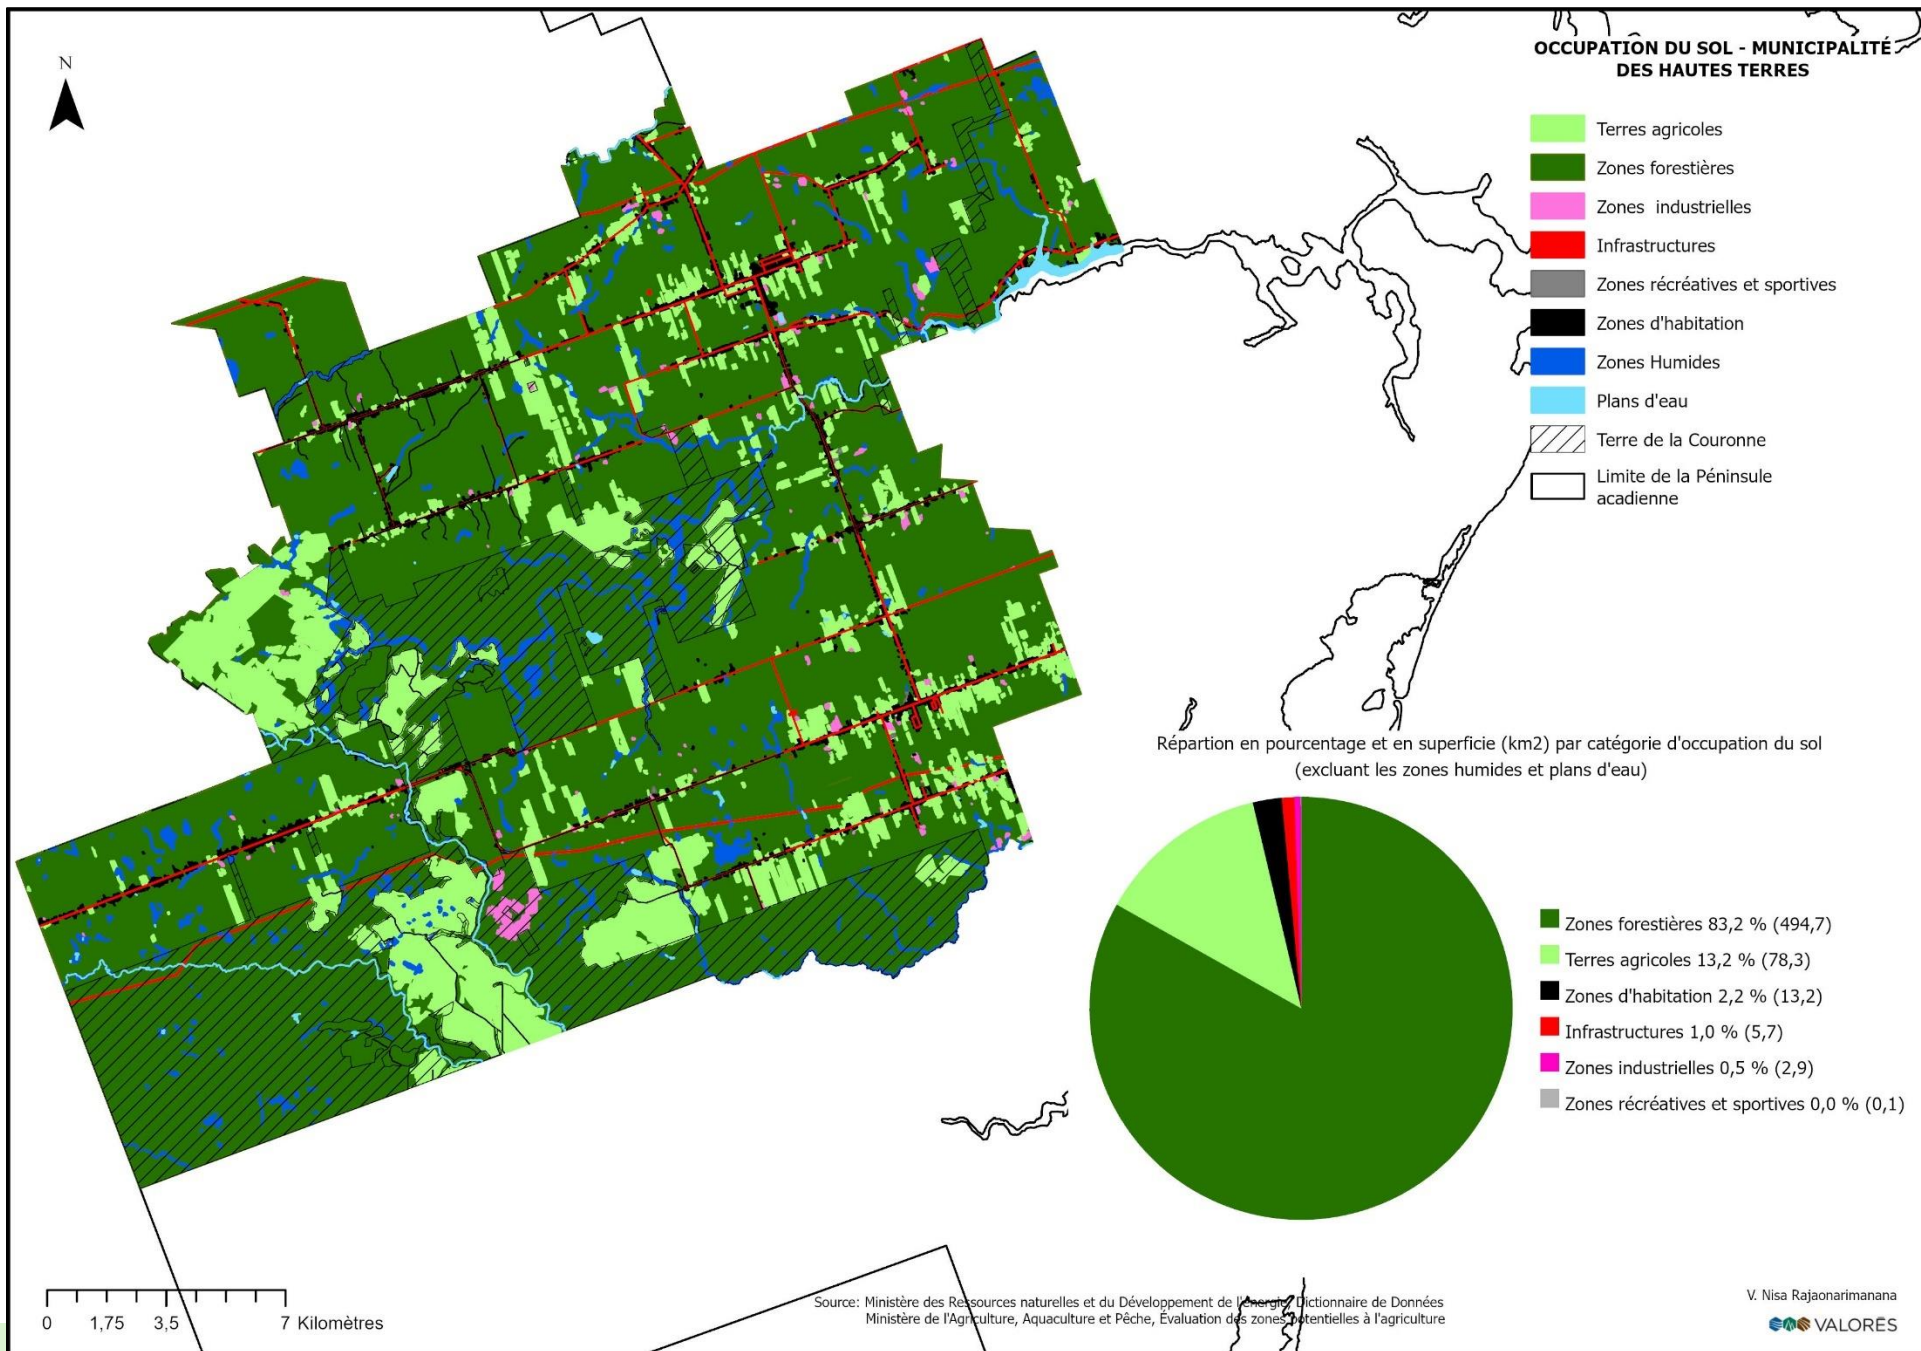 N
OCCUPATION DU SOL - MUNICIPALITÉ
DES HAUTES TERRES
Terres agricoles
Zones forestières
Zones industrielles
Infrastructures
Zones récréatives et sportives
Zones d'habitation
Zones Humides
Plans d'eau
Terre de la Couronne
Limite de la Péninsule
acadienne
Répartion en pourcentage et en superficie (km2) par catégorie d'occupation du sol
(excluant les zones humides et plans d'eau)
Zones forestières 83,2 % (494,7)
Terres agricoles 13,2 % (78,3)
Zones d'habitation 2,2 % (13,2)
Infrastructures 1,0 % (5,7)
Zones industrielles 0,5 % (2,9)
Zones récréatives et sportives 0,0 % (0,1)
0 1,75 3,5 7 Kilomètres
Source: Ministère des Ressources naturelles et du Développement de l'énergie, Dictionnaire de Données
Ministère de l'Agriculture, Aquaculture et Pêche, Évaluation des zones potentielles à l'agriculture
V. Nisa Rajaonarimanana
VALORĒS